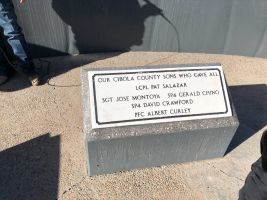 OUR CIBOLA COUNTY SONS WHO GAVE ALL
LCPL PAT SALAZAR
SGT JOSE MONTOYA SP4 GERALD CHINO
SP4 DAVID CRAWFORD
PFC ALBERT CURLEY